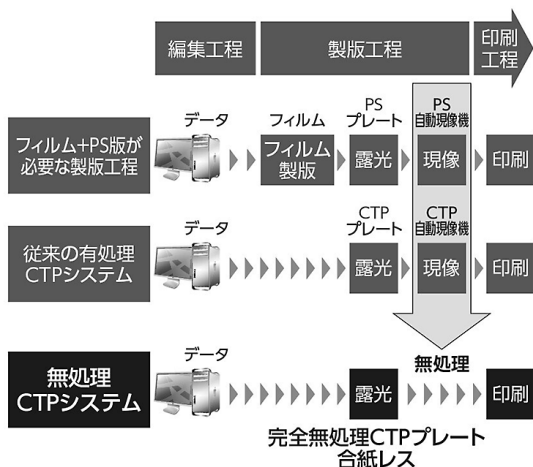 編集工程
製版工程
印刷
工程
フィルム+PS版が
必要な製版工程
データ
フィルム
フィルム
製版
PS
プレート
露光
PS
自動現像機
現像
印刷
従来の有処理
CTPシステム
データ
CTP
プレート
露光
CTP
自動現像機
現像
印刷
無処理
CTPシステム
データ
露光
無処理
印刷
完全無処理CTPプレート
合紙レス